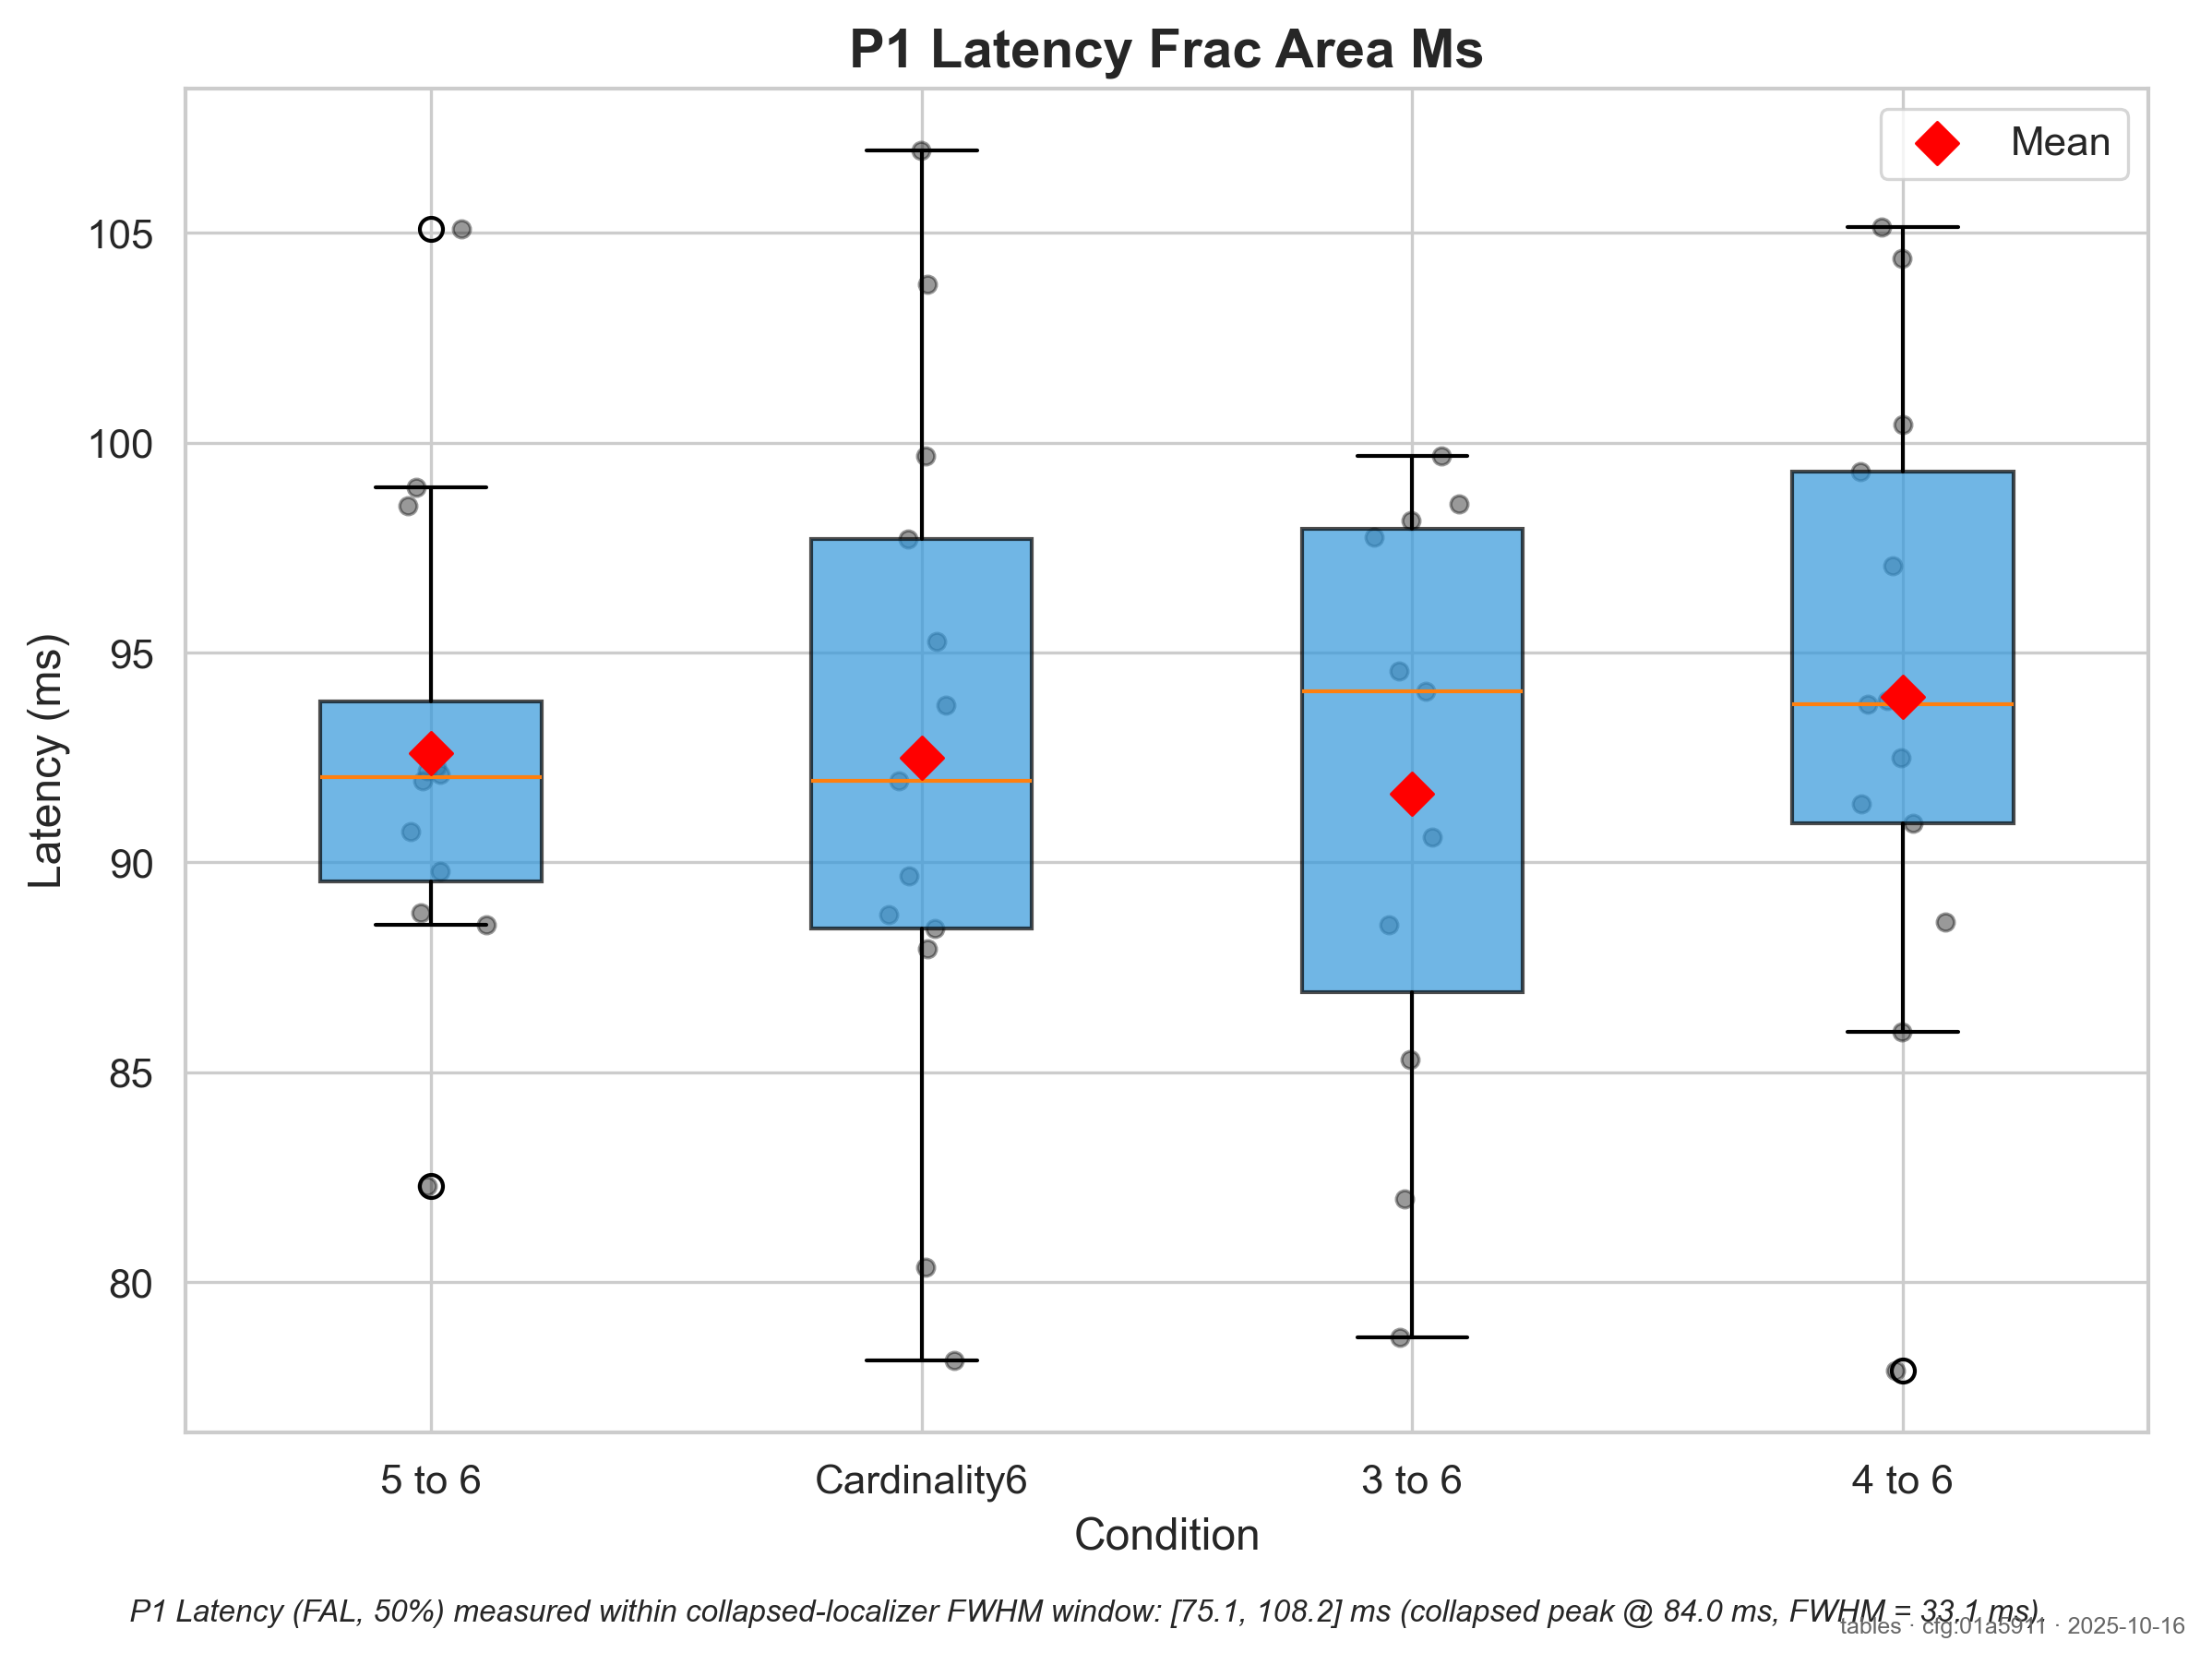 P1 Latency Frac Area Ms
Mean
105
100
95
90
85
80
Latency (ms)
5 to 6
Cardinality6
3 to 6
4 to 6
Condition
P1 Latency (FAL, 50%) measured within collapsed-localizer FWHM window: [75.1, 108.2] ms (collapsed peak @ 84.0 ms, FWHM = 33.1 ms).
tables · cfg:01a5911 · 2025-10-16